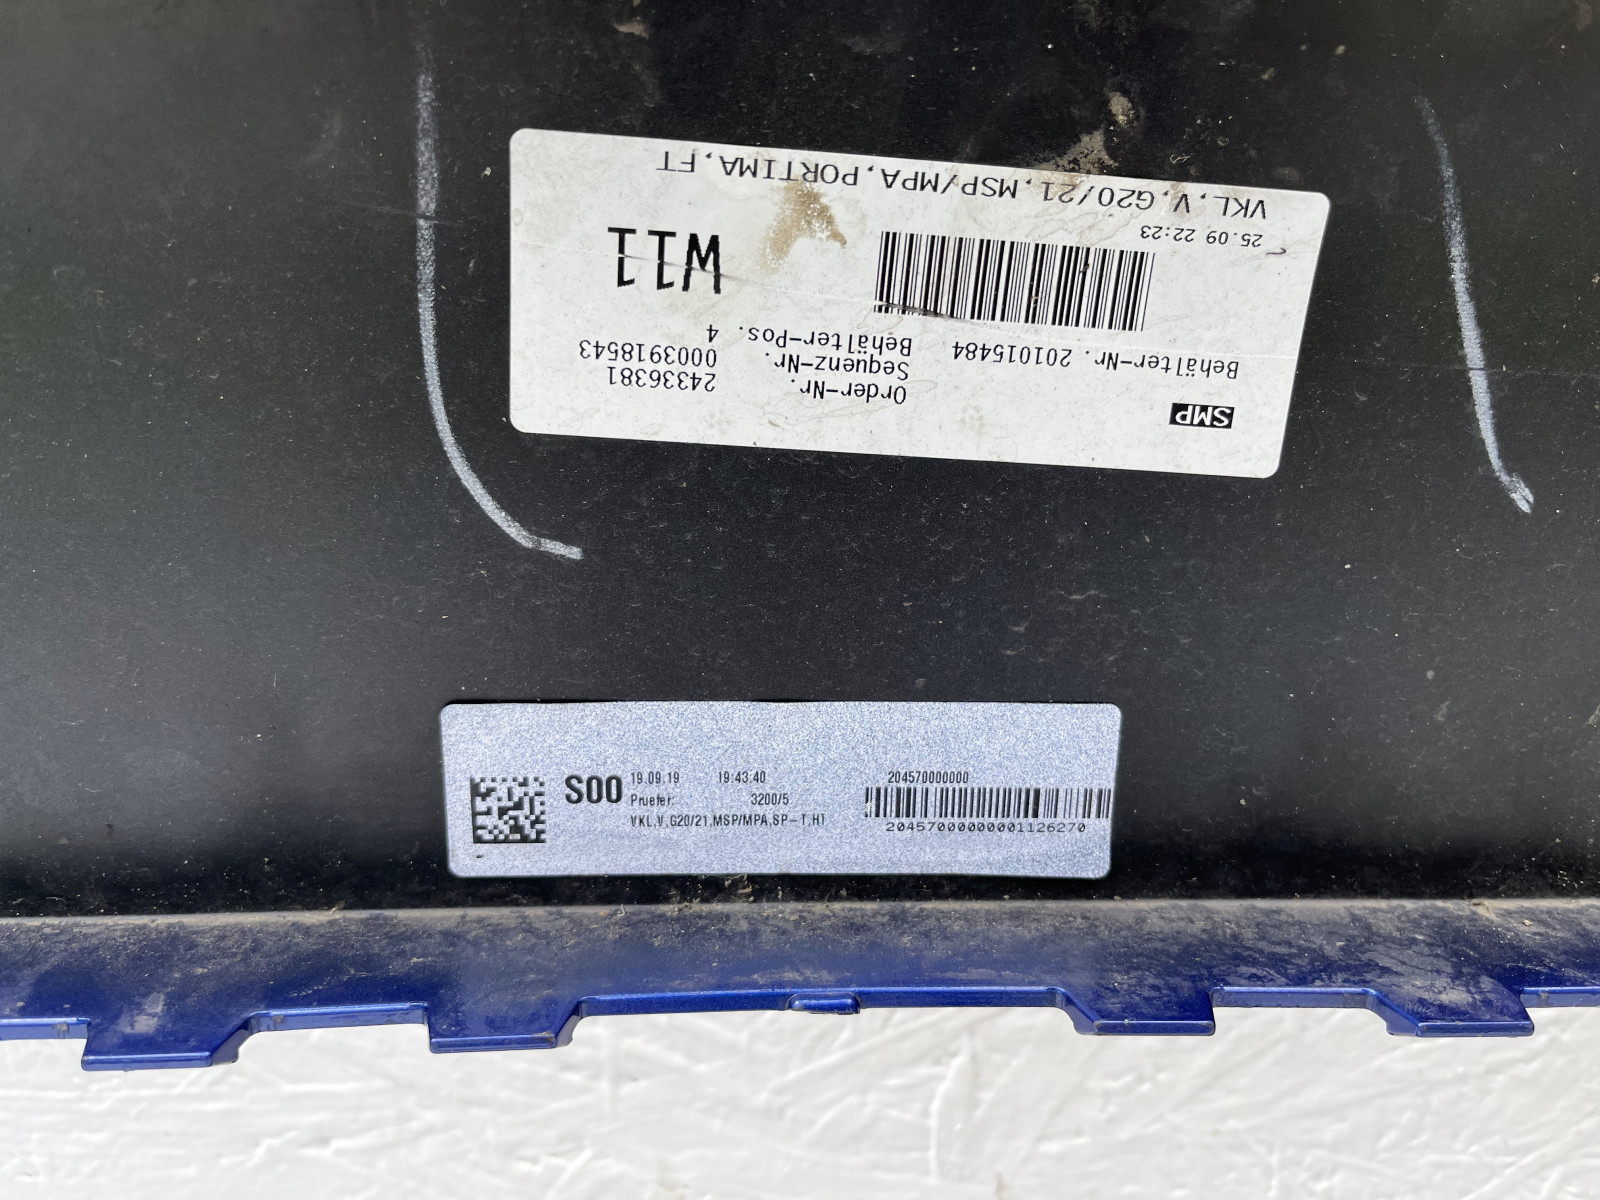 SMP
Order-Nr. 24336381
Sequenz-Nr. 0003918543
Behälter-Nr. 201015484 Behälter-Pos. 4
W11
25.09 22:23
VKL,V,G20/21,MSP/MPA,PORTIMA,FT
S00
19.09.19 19:43:40
Pruefer: 3200/5
VKL,V,G20/21,MSP/MPA,SP-T,HT
204570000000
20457000000001126270